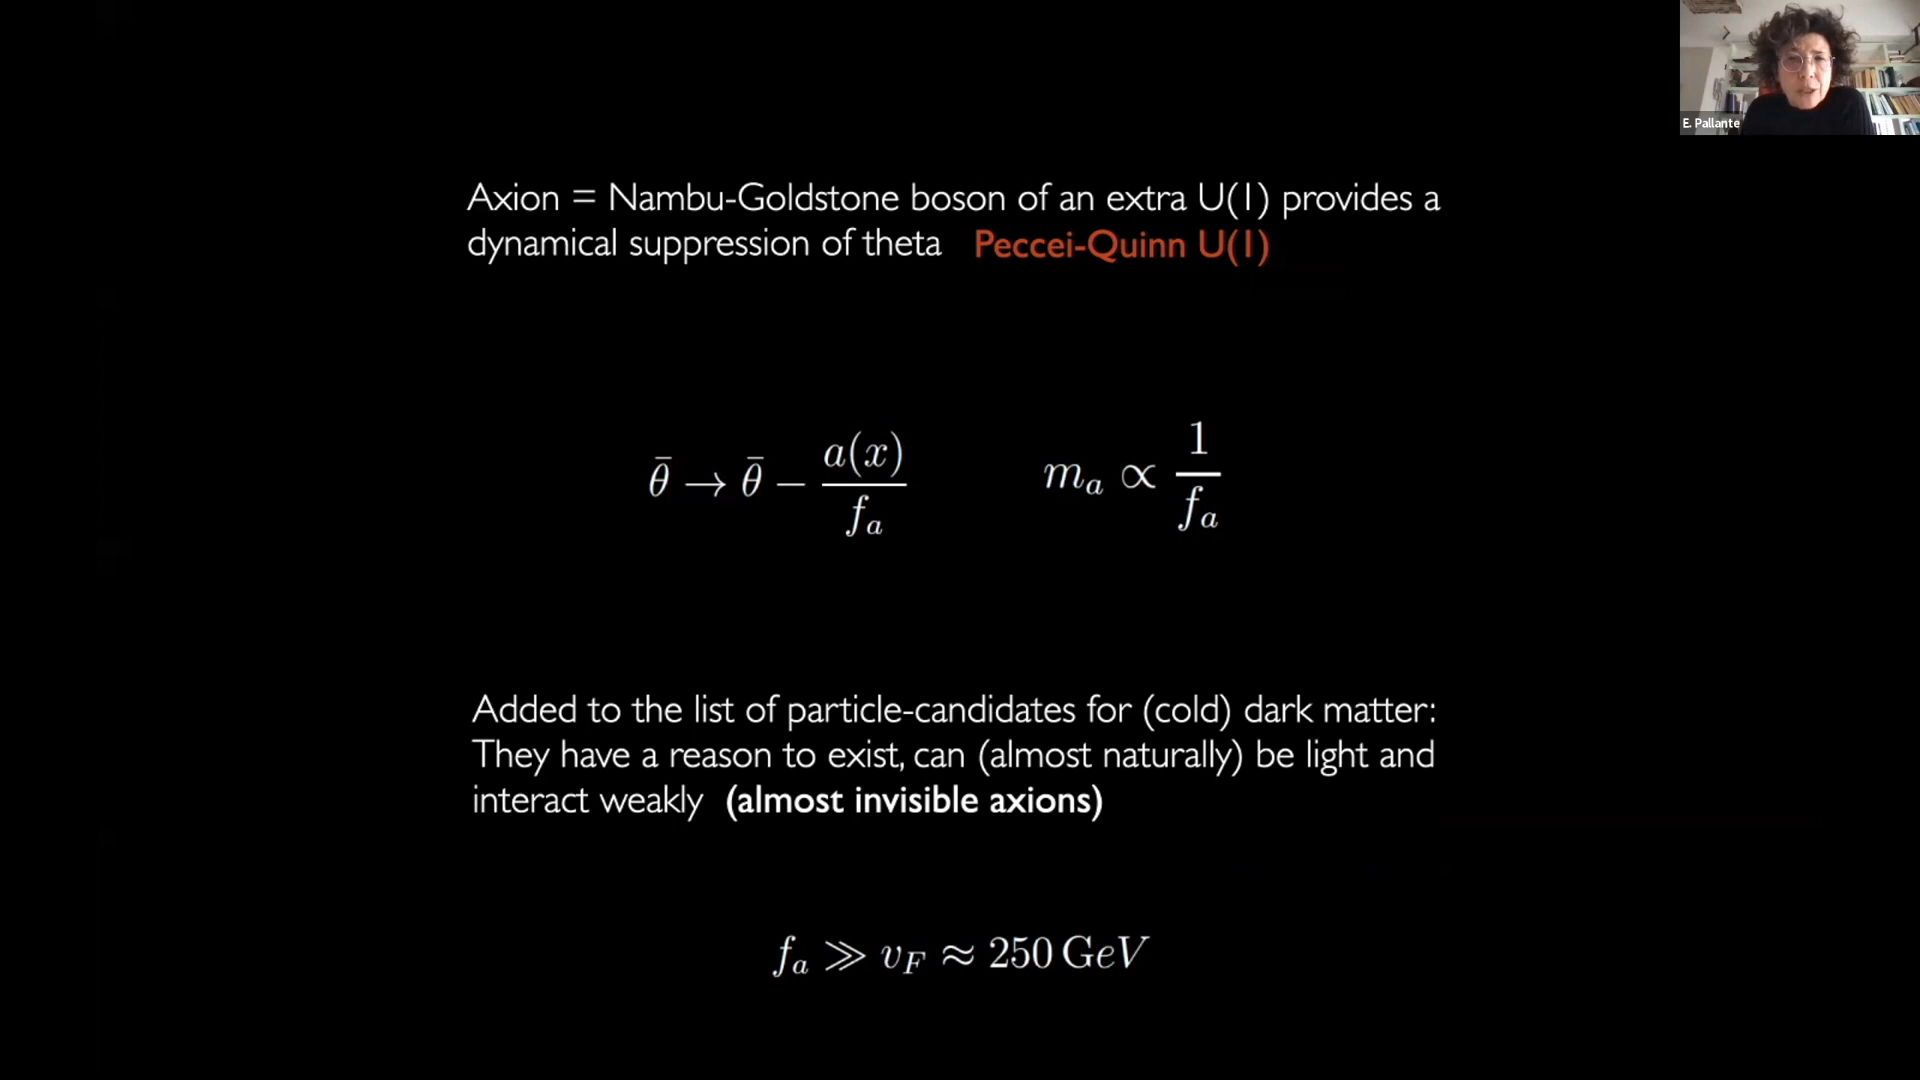 E. Pallante
Axion = Nambu-Goldstone boson of an extra U(1) provides a
dynamical suppression of theta Peccei-Quinn U(1)
θ̄ → θ̄ − a(x)/f_a
m_a ∝ 1/f_a
Added to the list of particle-candidates for (cold) dark matter:
They have a reason to exist, can (almost naturally) be light and
interact weakly (almost invisible axions)
f_a ≫ v_F ≈ 250 GeV